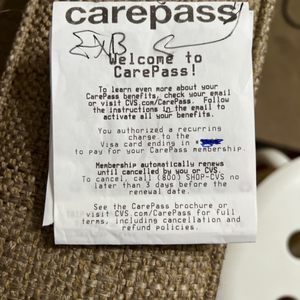 carepass
EXB
Welcome to
CarePass!
To learn even more about your
CarePass benefits, check your email
or visit CVS.com/CarePass. Follow
the instructions in the email to
activate all your benefits.
You authorized a recurring
charge to the
Visa card ending in *
to pay for your CarePass membership.
Membership automatically renews
until cancelled by you or CVS.
To cancel, call (800) SHOP-CVS no
later than 3 days before the
renewal date.
See the CarePass brochure or
visit CVS.com/CarePass for full
terms, including cancellation and
refund policies.